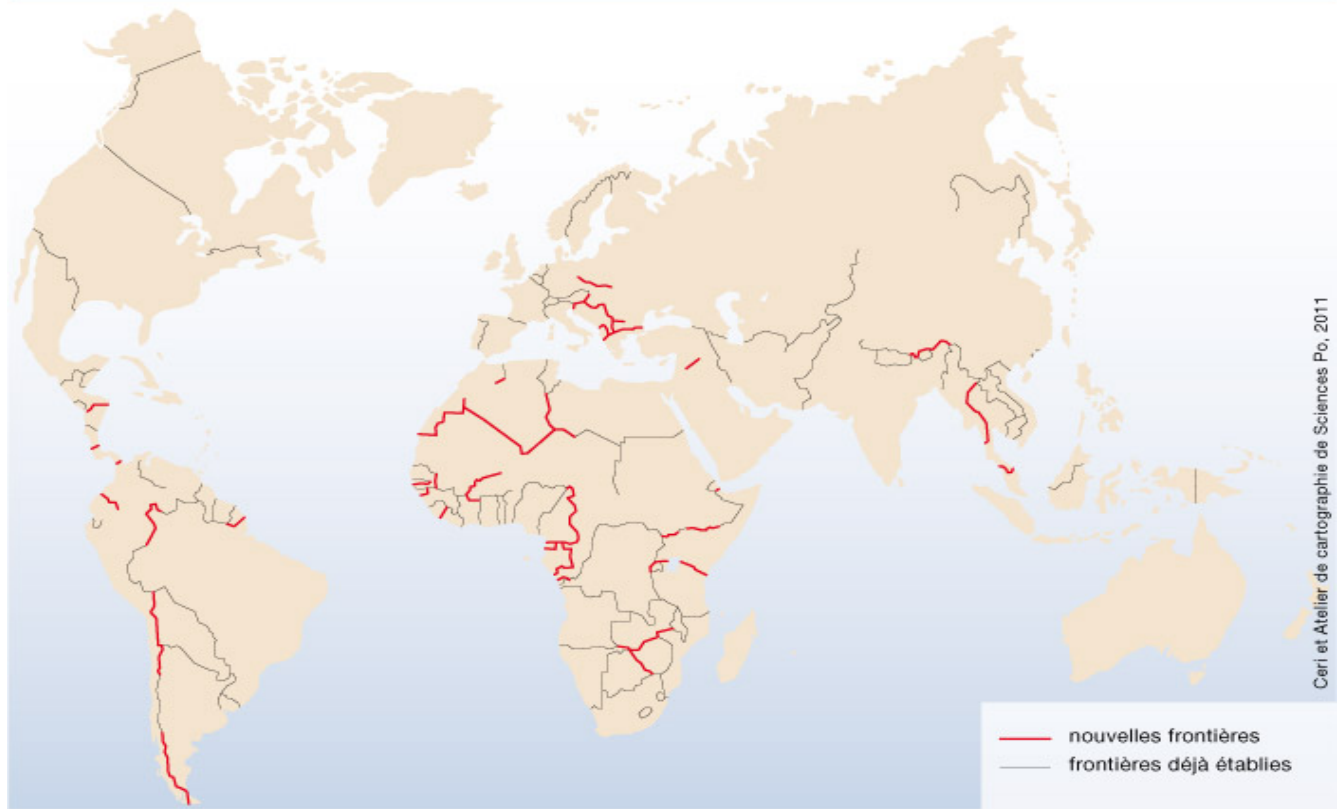 Ceri et Atelier de cartographie de Sciences Po, 2011
nouvelles frontières
frontières déjà établies